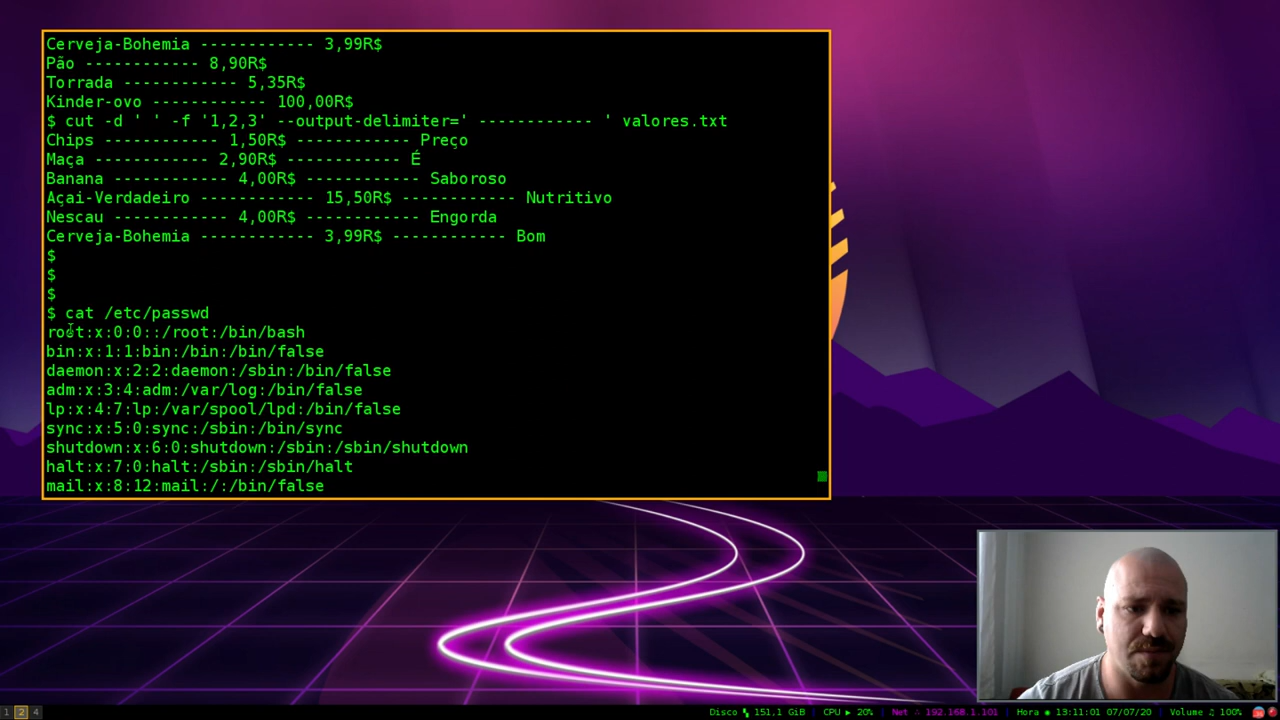 Cerveja-Bohemia ------------ 3,99R$
Pão ------------ 8,90R$
Torrada ------------ 5,35R$
Kinder-ovo ------------ 100,00R$
$ cut -d ' ' -f '1,2,3' --output-delimiter=' ------------ ' valores.txt
Chips ------------ 1,50R$ ------------ Preço
Maça ------------ 2,90R$ ------------ É
Banana ------------ 4,00R$ ------------ Saboroso
Açai-Verdadeiro ------------ 15,50R$ ------------ Nutritivo
Nescau ------------ 4,00R$ ------------ Engorda
Cerveja-Bohemia ------------ 3,99R$ ------------ Bom
$
$
$
$ cat /etc/passwd
root:x:0:0::/root:/bin/bash
bin:x:1:1:bin:/bin:/bin/false
daemon:x:2:2:daemon:/sbin:/bin/false
adm:x:3:4:adm:/var/log:/bin/false
lp:x:4:7:lp:/var/spool/lpd:/bin/false
sync:x:5:0:sync:/sbin:/bin/sync
shutdown:x:6:0:shutdown:/sbin:/sbin/shutdown
halt:x:7:0:halt:/sbin:/sbin/halt
mail:x:8:12:mail:/:/bin/false
1 2 4 Disco 151,1 GiB CPU ▶ 20% Net 192.168.1.101 Hora ◉ 13:11:01 07/07/20 Volume ♫ 100%